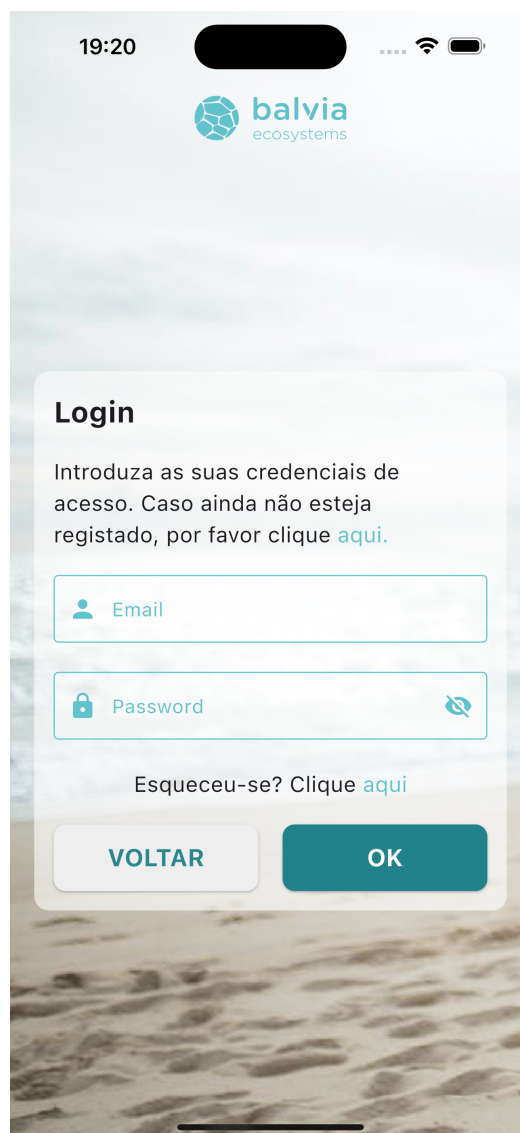 19:20
balvia
ecosystems
Login
Introduza as suas credenciais de
acesso. Caso ainda não esteja
registado, por favor clique aqui.
Email
Password
Esqueceu-se? Clique aqui
VOLTAR
OK